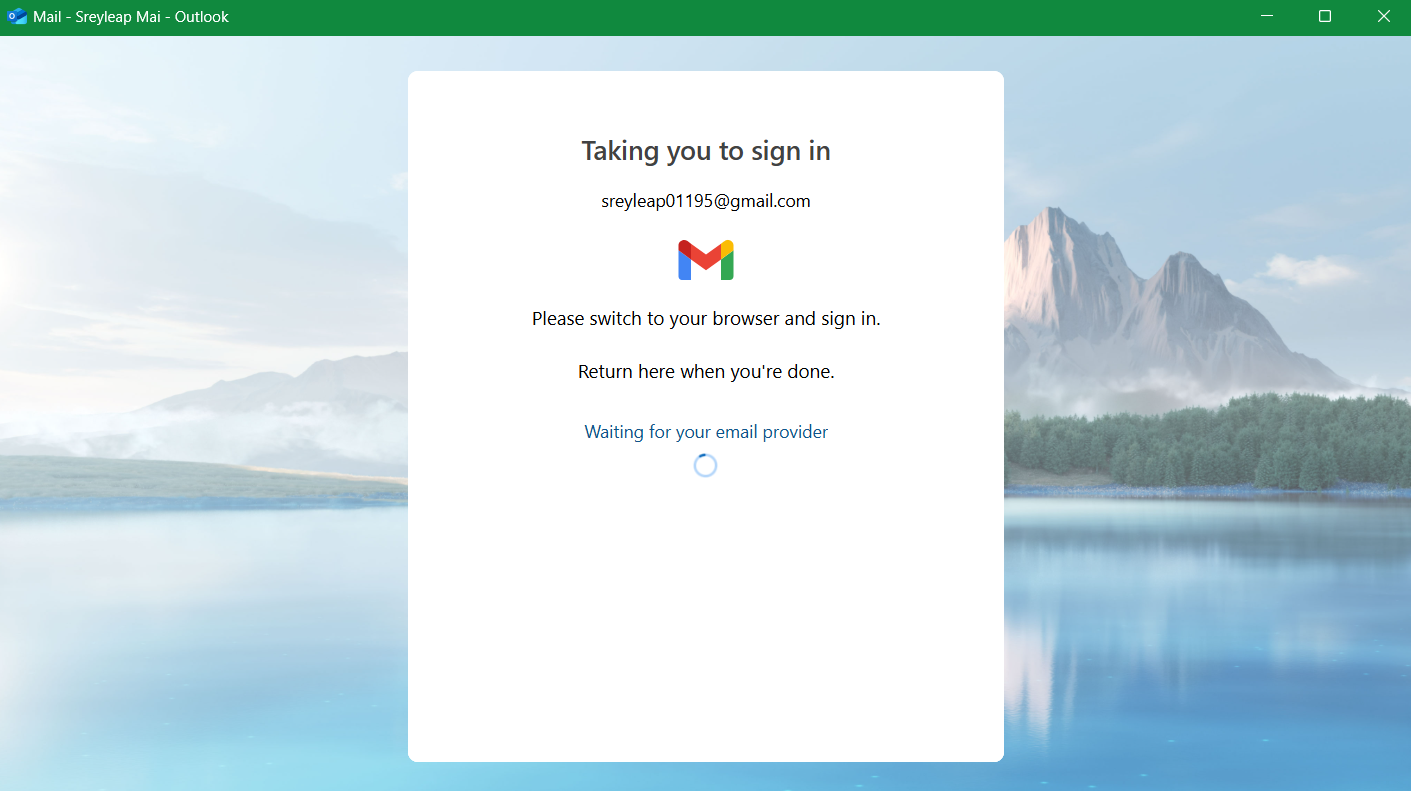 Mail - Sreyleap Mai - Outlook
Taking you to sign in
sreyleap01195@gmail.com
Please switch to your browser and sign in.
Return here when you're done.
Waiting for your email provider